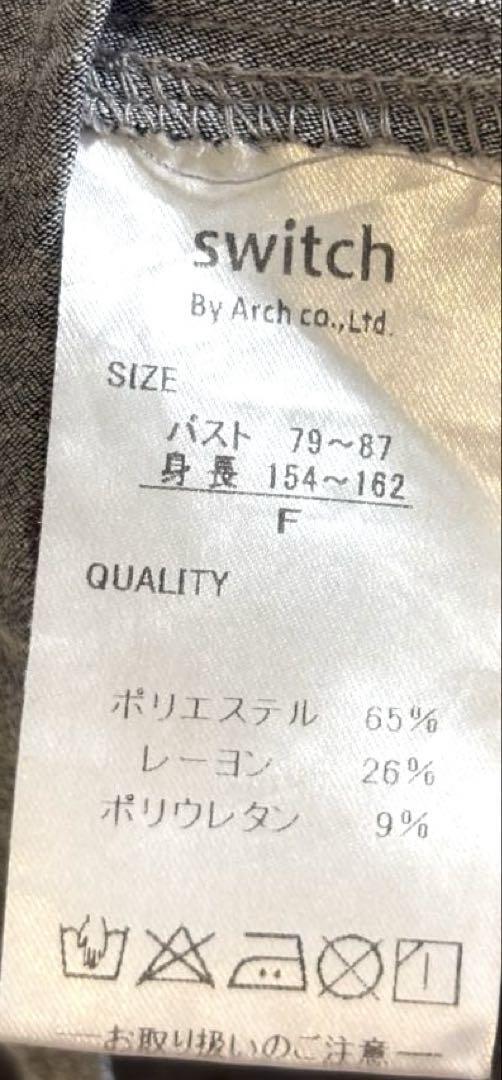 switch
By Arch co.,Ltd.
SIZE
バスト 79～87
身長 154～162
F
QUALITY
ポリエステル 65%
レーヨン 26%
ポリウレタン 9%
お取り扱いのご注意